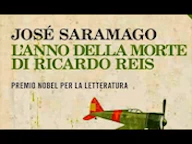 JOSÉ SARAMAGO
L'ANNO DELLA MORTE
DI RICARDO REIS
PREMIO NOBEL PER LA LETTERATURA